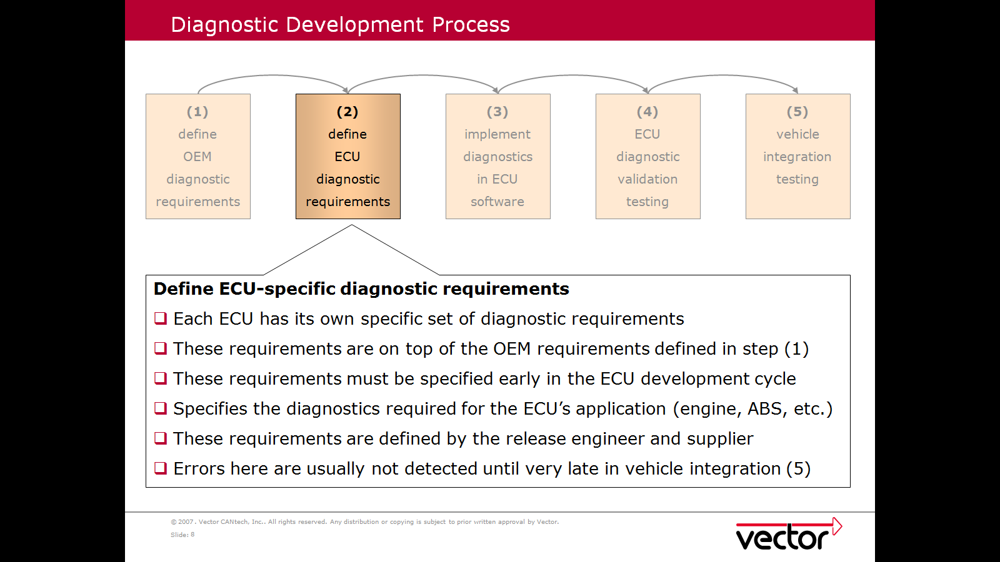 Diagnostic Development Process
(1)
define
OEM
diagnostic
requirements
(2)
define
ECU
diagnostic
requirements
(3)
implement
diagnostics
in ECU
software
(4)
ECU
diagnostic
validation
testing
(5)
vehicle
integration
testing
Define ECU-specific diagnostic requirements
❑ Each ECU has its own specific set of diagnostic requirements
❑ These requirements are on top of the OEM requirements defined in step (1)
❑ These requirements must be specified early in the ECU development cycle
❑ Specifies the diagnostics required for the ECU’s application (engine, ABS, etc.)
❑ These requirements are defined by the release engineer and supplier
❑ Errors here are usually not detected until very late in vehicle integration (5)
© 2007 . Vector CANtech, Inc.. All rights reserved. Any distribution or copying is subject to prior written approval by Vector.
Slide: 8
vector